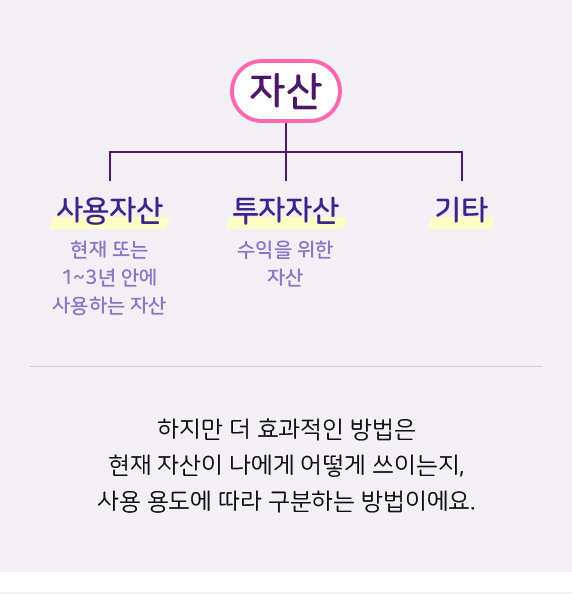 자산
사용자산
투자자산
기타
현재 또는
1~3년 안에
사용하는 자산
수익을 위한
자산
하지만 더 효과적인 방법은
현재 자산이 나에게 어떻게 쓰이는지,
사용 용도에 따라 구분하는 방법이에요.